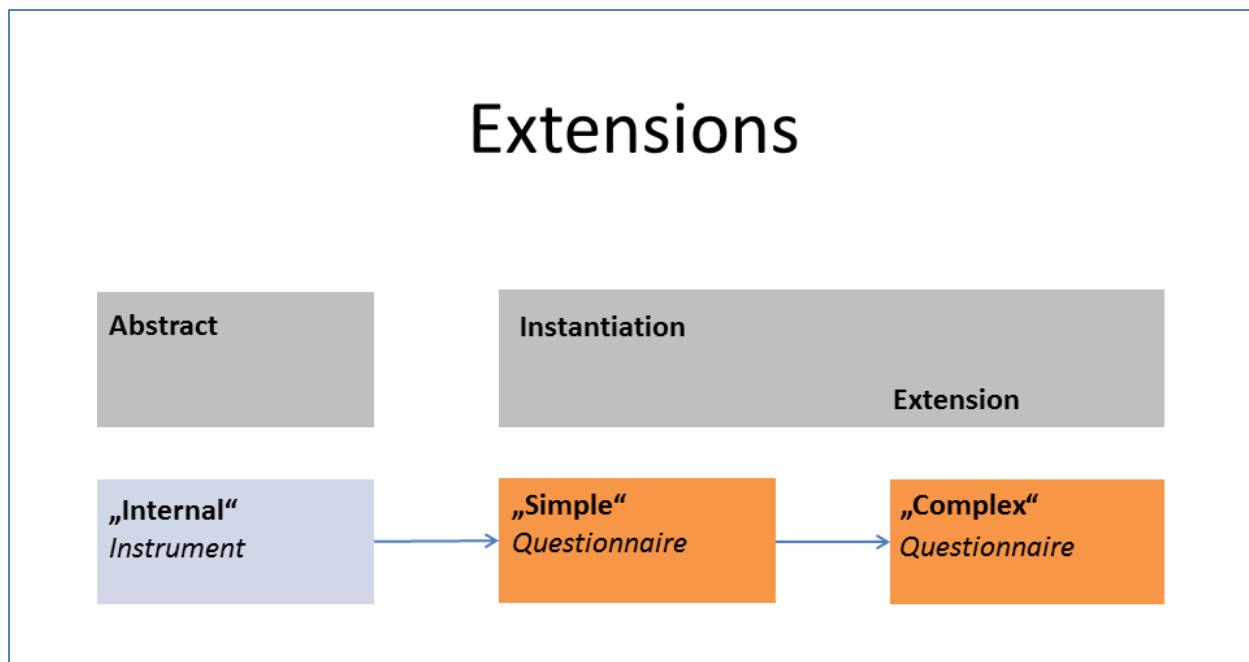 Extensions
Abstract
Instantiation
Extension
„Internal“
Instrument
„Simple“
Questionnaire
„Complex“
Questionnaire